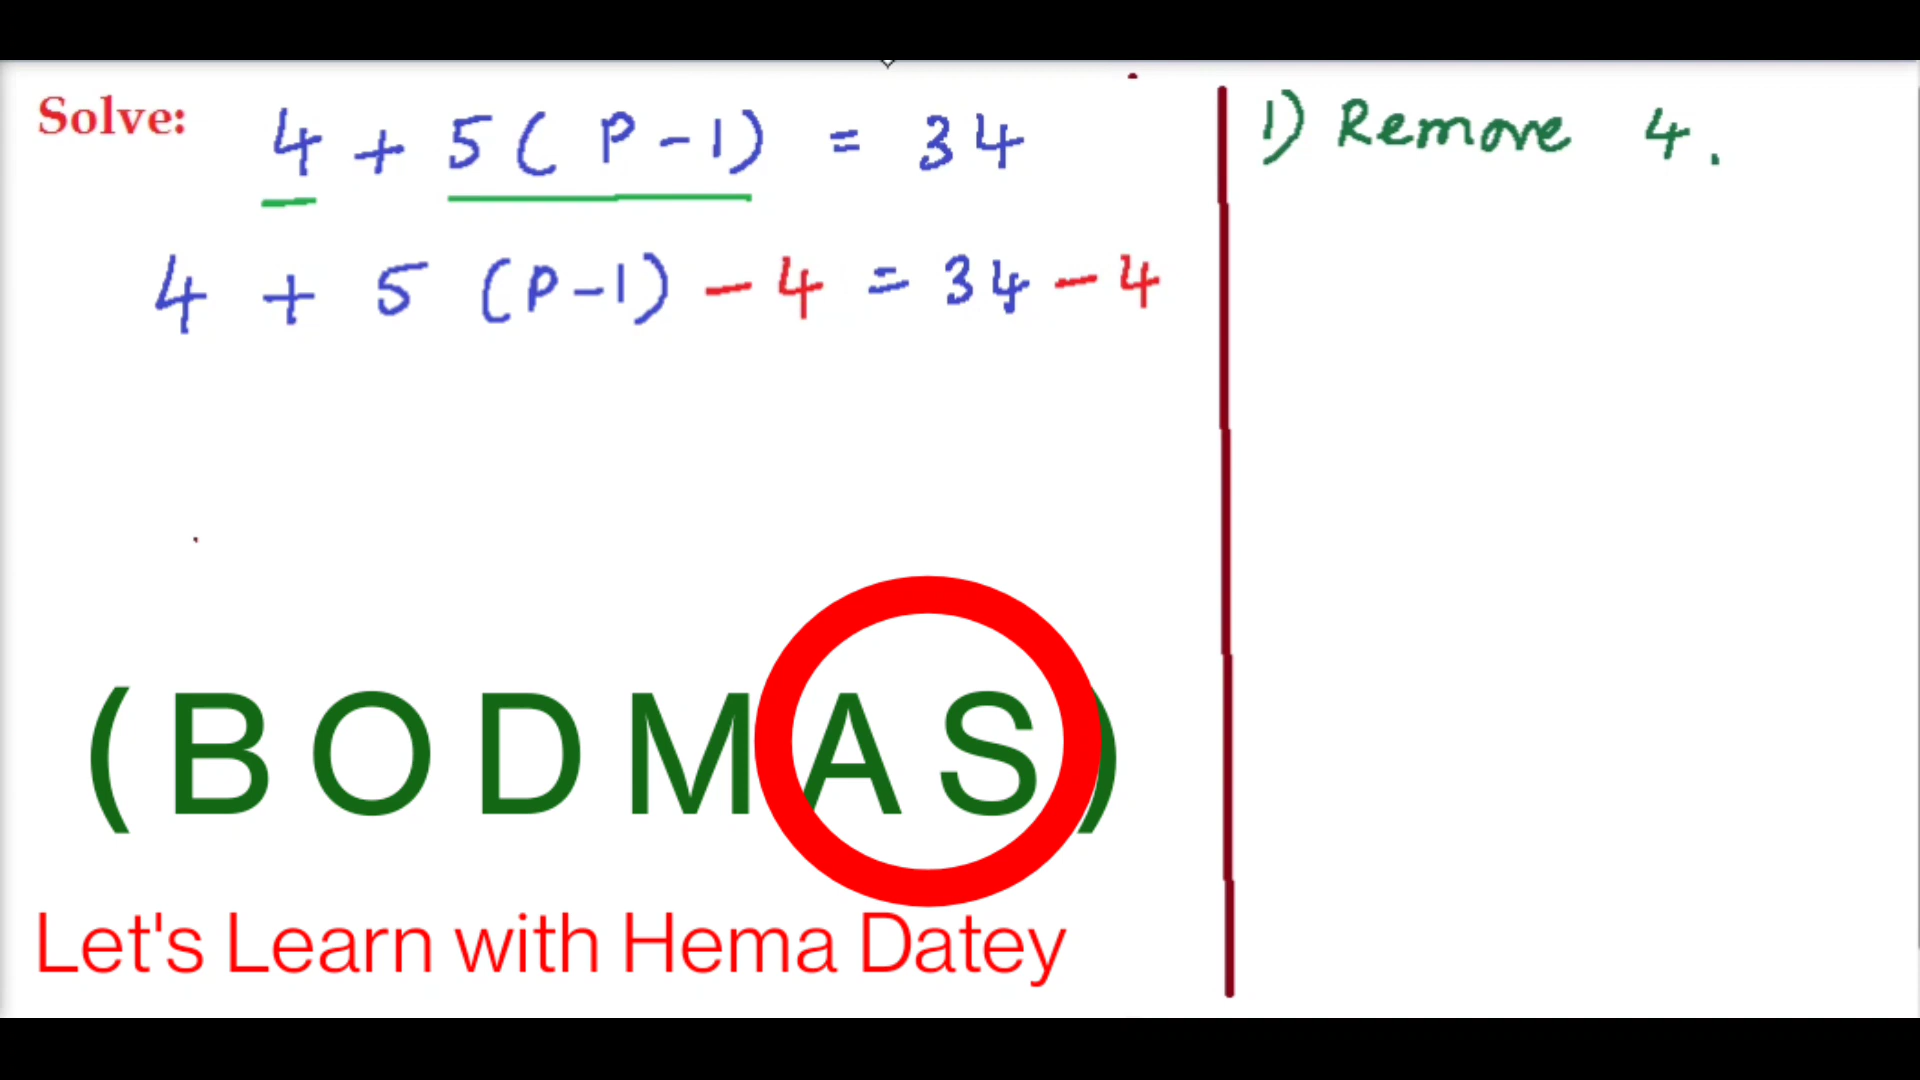 Solve: 4 + 5 ( P - 1 ) = 34
4 + 5 ( P - 1 ) - 4 = 34 - 4
( B O D M A S )
Let's Learn with Hema Datey
1) Remove 4.